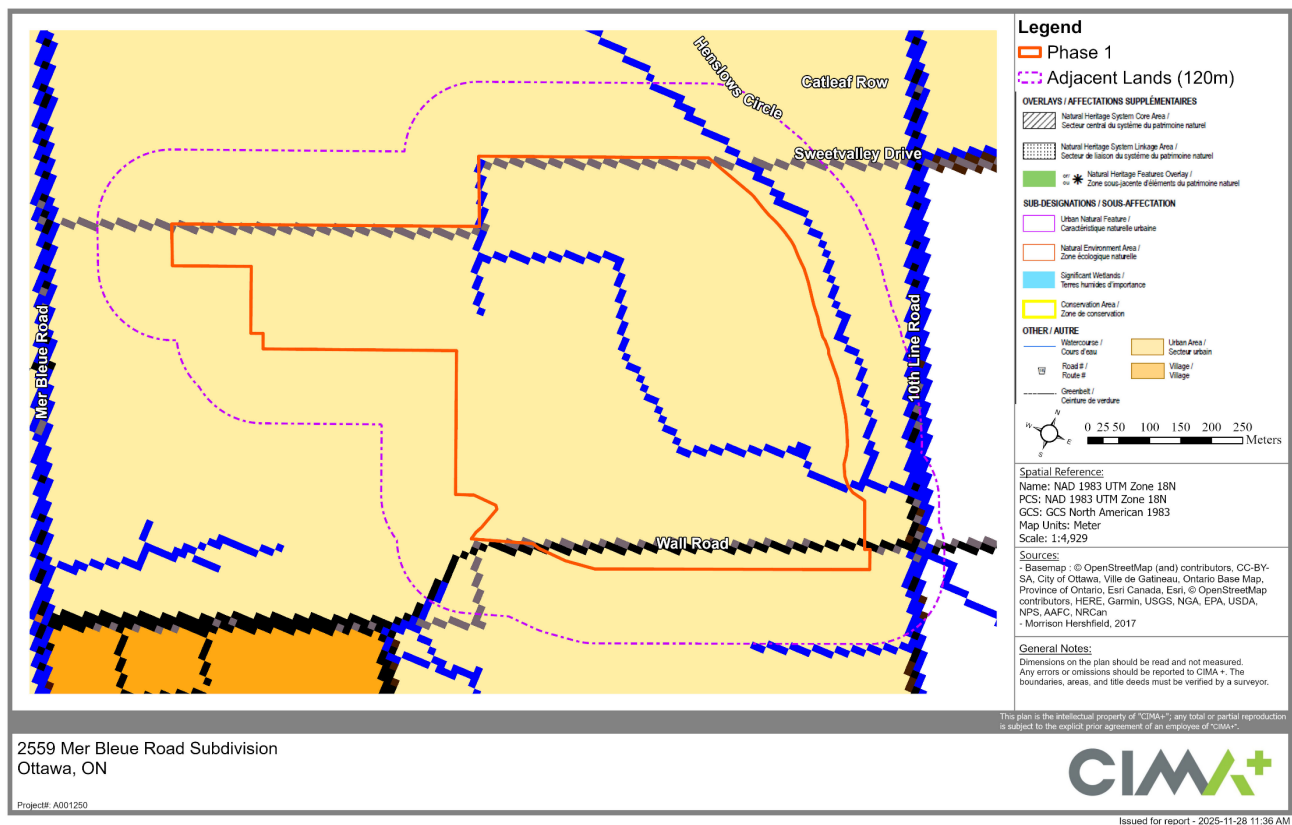 Henslows Circle
Catleaf Row
Sweetvalley Drive
Mer Bleue Road
10th Line Road
Wall Road
Legend
Phase 1
Adjacent Lands (120m)
OVERLAYS / AFFECTATIONS SUPPLÉMENTAIRES
Natural Heritage System Core Area /
Secteur central du système du patrimoine naturel
Natural Heritage System Linkage Area /
Secteur de liaison du système du patrimoine naturel
or/
ou
Natural Heritage Features Overlay /
Zone sous-jacente d'éléments du patrimoine naturel
SUB-DESIGNATIONS / SOUS-AFFECTATION
Urban Natural Feature /
Caractéristique naturelle urbaine
Natural Environment Area /
Zone écologique naturelle
Significant Wetlands /
Terres humides d'importance
Conservation Area /
Zone de conservation
OTHER / AUTRE
Watercourse /
Cours d'eau
Urban Area /
Secteur urbain
Road # /
Route #
Village /
Village
Greenbelt /
Ceinture de verdure
N
W
E
S
0 25 50 100 150 200 250
Meters
Spatial Reference:
Name: NAD 1983 UTM Zone 18N
PCS: NAD 1983 UTM Zone 18N
GCS: GCS North American 1983
Map Units: Meter
Scale: 1:4,929
Sources:
- Basemap : © OpenStreetMap (and) contributors, CC-BY-
SA, City of Ottawa, Ville de Gatineau, Ontario Base Map,
Province of Ontario, Esri Canada, Esri, © OpenStreetMap
contributors, HERE, Garmin, USGS, NGA, EPA, USDA,
NPS, AAFC, NRCan
- Morrison Hershfield, 2017
General Notes:
Dimensions on the plan should be read and not measured.
Any errors or omissions should be reported to CIMA +. The
boundaries, areas, and title deeds must be verified by a surveyor.
This plan is the intellectual property of "CIMA+"; any total or partial reproduction
is subject to the explicit prior agreement of an employee of "CIMA+".
2559 Mer Bleue Road Subdivision
Ottawa, ON
Project#: A001250
CIMA+
Issued for report - 2025-11-28 11:36 AM